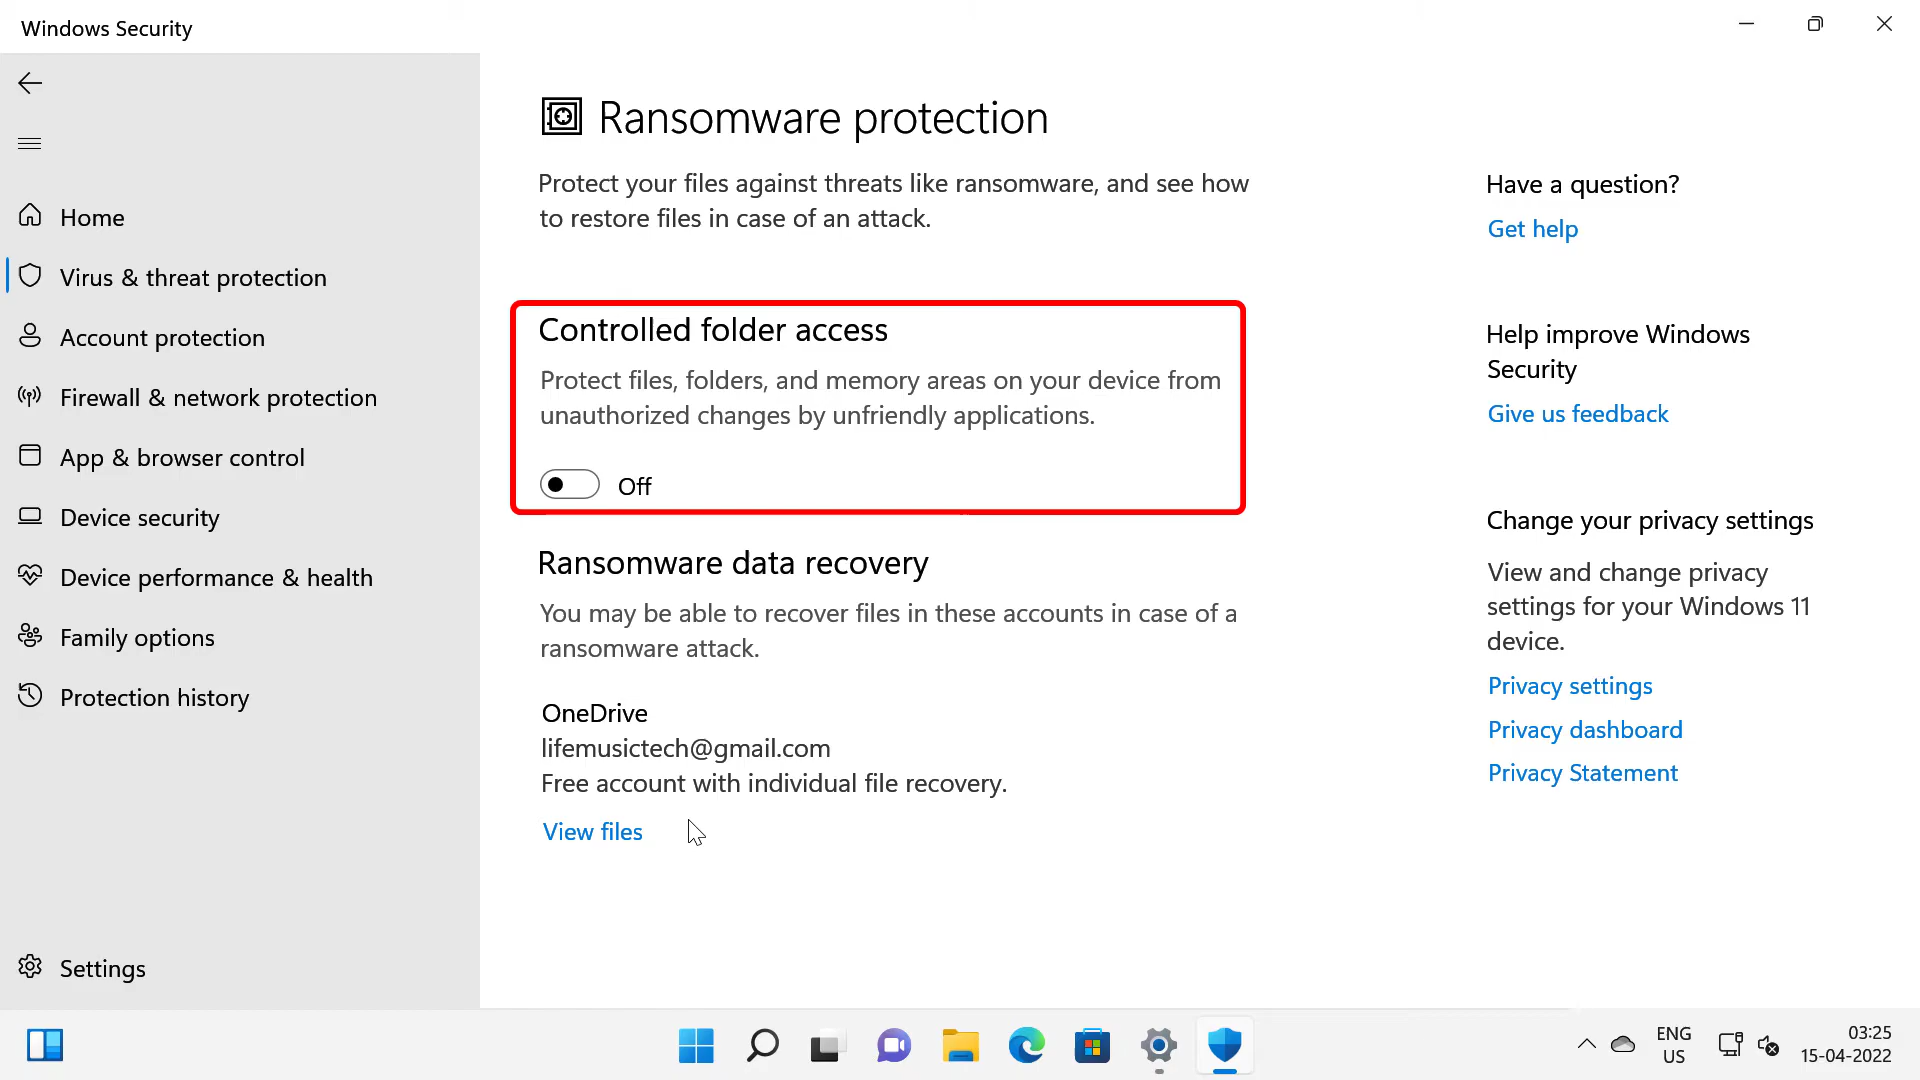 Windows Security
Home
Virus & threat protection
Account protection
Firewall & network protection
App & browser control
Device security
Device performance & health
Family options
Protection history
Settings
Ransomware protection
Protect your files against threats like ransomware, and see how
to restore files in case of an attack.
Controlled folder access
Protect files, folders, and memory areas on your device from
unauthorized changes by unfriendly applications.
Off
Ransomware data recovery
You may be able to recover files in these accounts in case of a
ransomware attack.
OneDrive
lifemusictech@gmail.com
Free account with individual file recovery.
View files
Have a question?
Get help
Help improve Windows
Security
Give us feedback
Change your privacy settings
View and change privacy
settings for your Windows 11
device.
Privacy settings
Privacy dashboard
Privacy Statement
ENG
US
03:25
15-04-2022